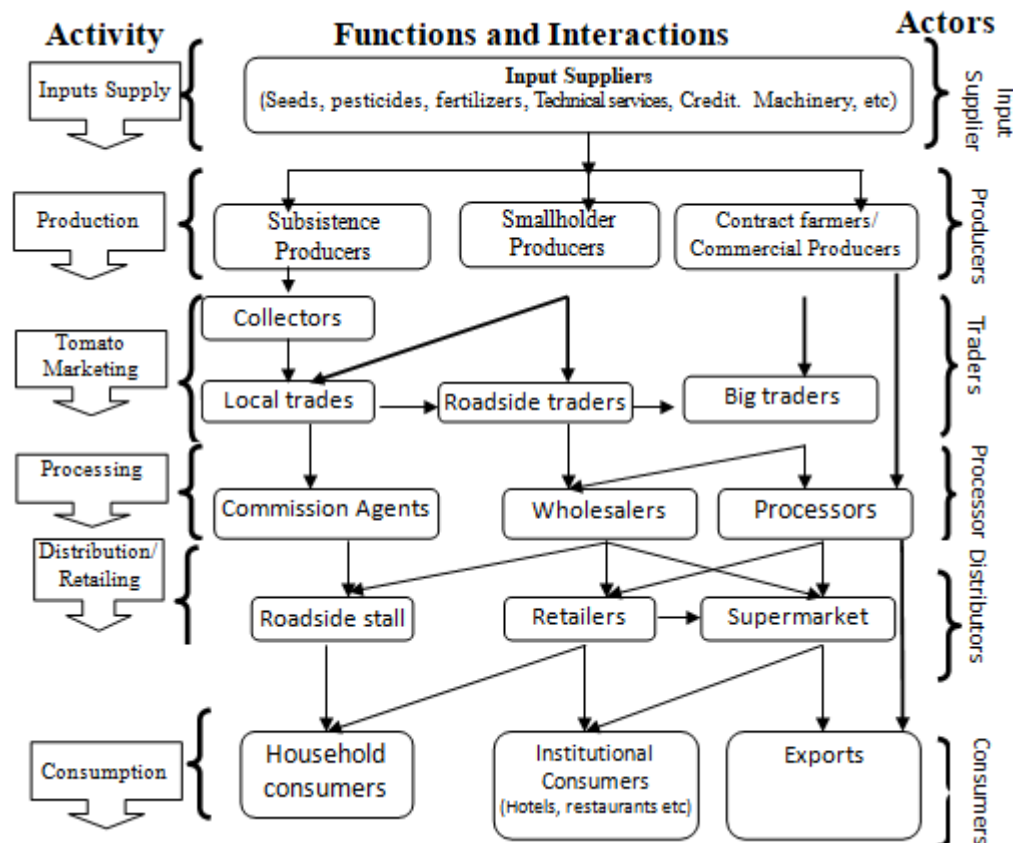 Activity
Functions and Interactions
Actors
Inputs Supply
Input Suppliers
(Seeds, pesticides, fertilizers, Technical services, Credit. Machinery, etc)
Input
Supplier
Production
Subsistence
Producers
Smallholder
Producers
Contract farmers/
Commercial Producers
Producers
Tomato
Marketing
Collectors
Local trades
Roadside traders
Big traders
Traders
Processing
Commission Agents
Wholesalers
Processors
Processor
Distribution/
Retailing
Roadside stall
Retailers
Supermarket
Distributors
Consumption
Household
consumers
Institutional
Consumers
(Hotels, restaurants etc)
Exports
Consumers